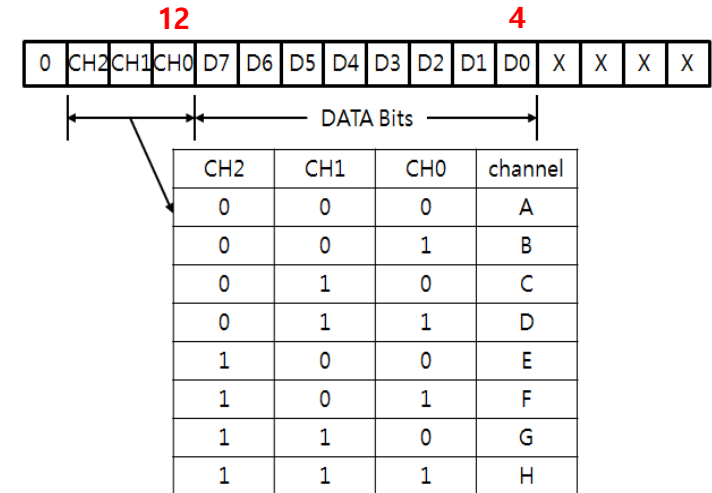 12 4
0 CH2 CH1 CH0 D7 D6 D5 D4 D3 D2 D1 D0 X X X X
DATA Bits
CH2 CH1 CH0 channel
0 0 0 A
0 0 1 B
0 1 0 C
0 1 1 D
1 0 0 E
1 0 1 F
1 1 0 G
1 1 1 H